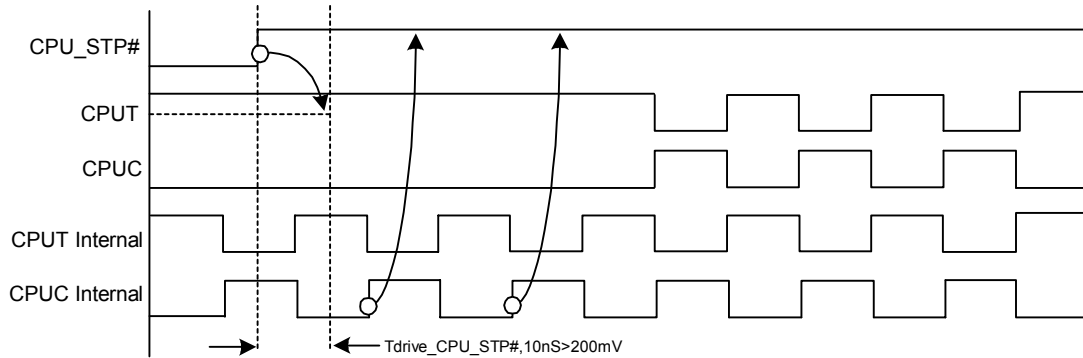 CPU_STP#
CPUT
CPUC
CPUT Internal
CPUC Internal
Tdrive_CPU_STP#,10nS>200mV